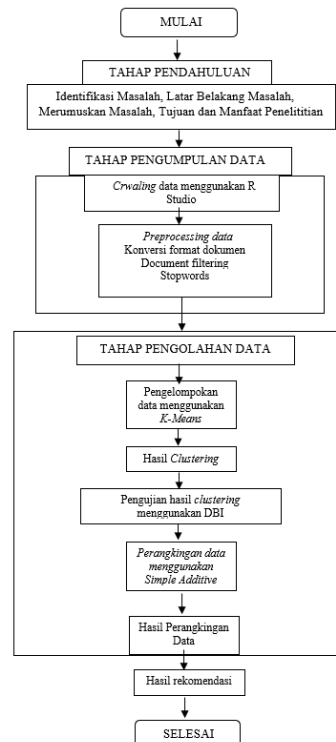 MULAI
TAHAP PENDAHULUAN
Identifikasi Masalah, Latar Belakang Masalah,
Merumuskan Masalah, Tujuan dan Manfaat Penelititian
TAHAP PENGUMPULAN DATA
Crwaling data menggunakan R
Studio
Preprocessing data
Konversi format dokumen
Document filtering
Stopwords
TAHAP PENGOLAHAN DATA
Pengelompokan
data menggunakan
K-Means
Hasil Clustering
Pengujian hasil clustering
menggunakan DBI
Perangkingan data
menggunakan
Simple Additive
Hasil Perangkingan
Data
Hasil rekomendasi
SELESAI